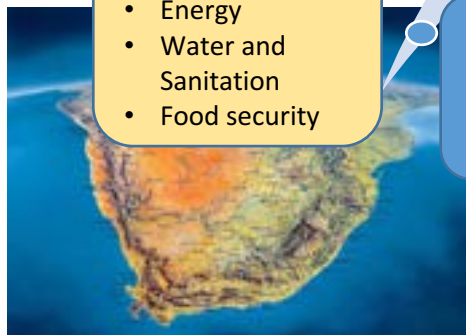 • Energy
• Water and
Sanitation
• Food security